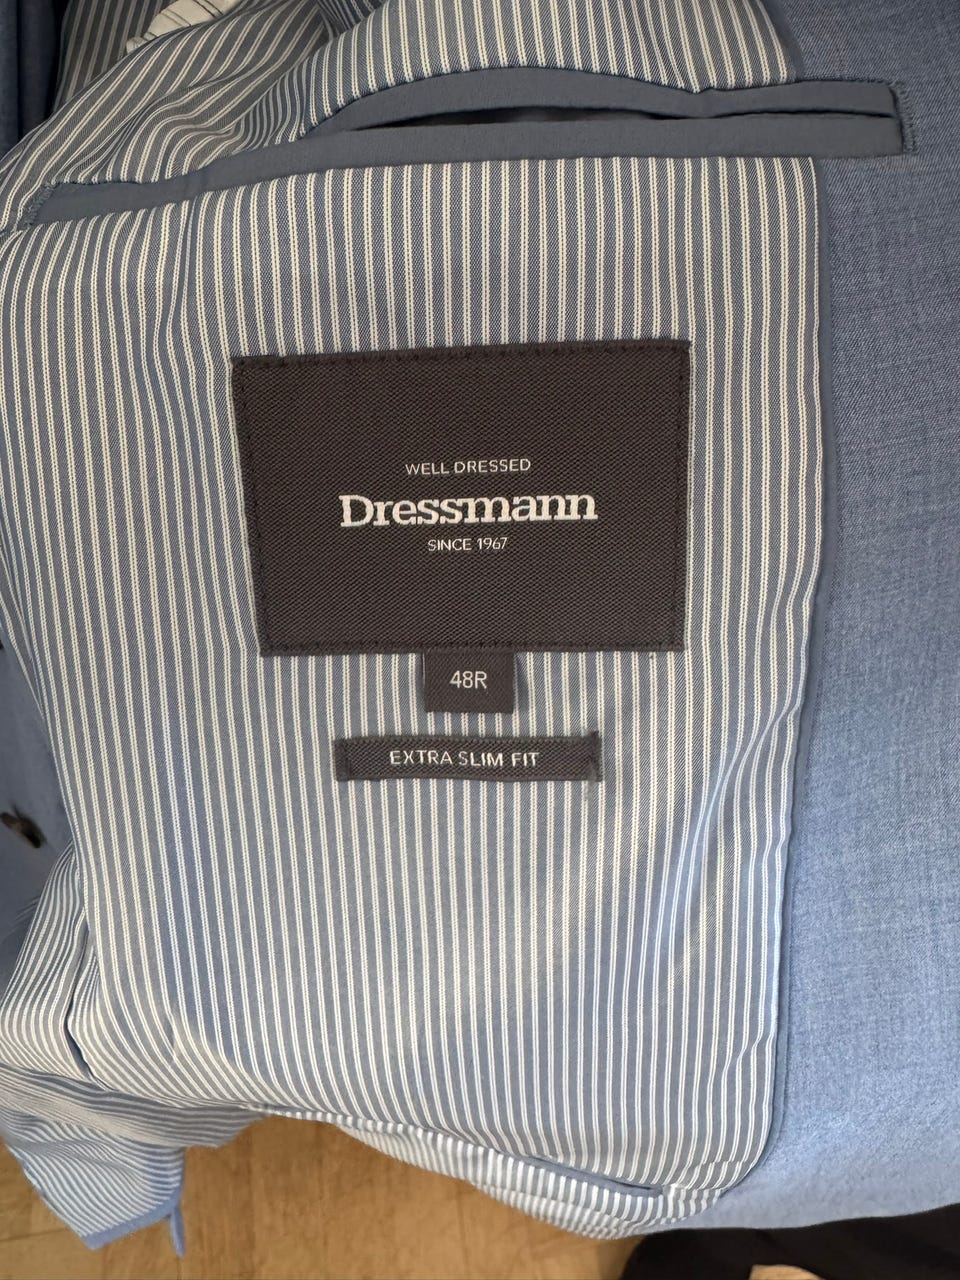 WELL DRESSED
Dressmann
SINCE 1967
48R
EXTRA SLIM FIT